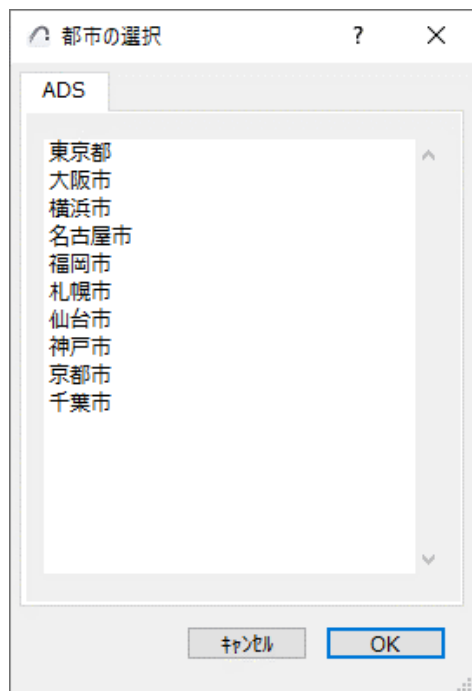 都市の選択
?
ADS
東京都
大阪市
横浜市
名古屋市
福岡市
札幌市
仙台市
神戸市
京都市
千葉市
ｷｬﾝｾﾙ
OK